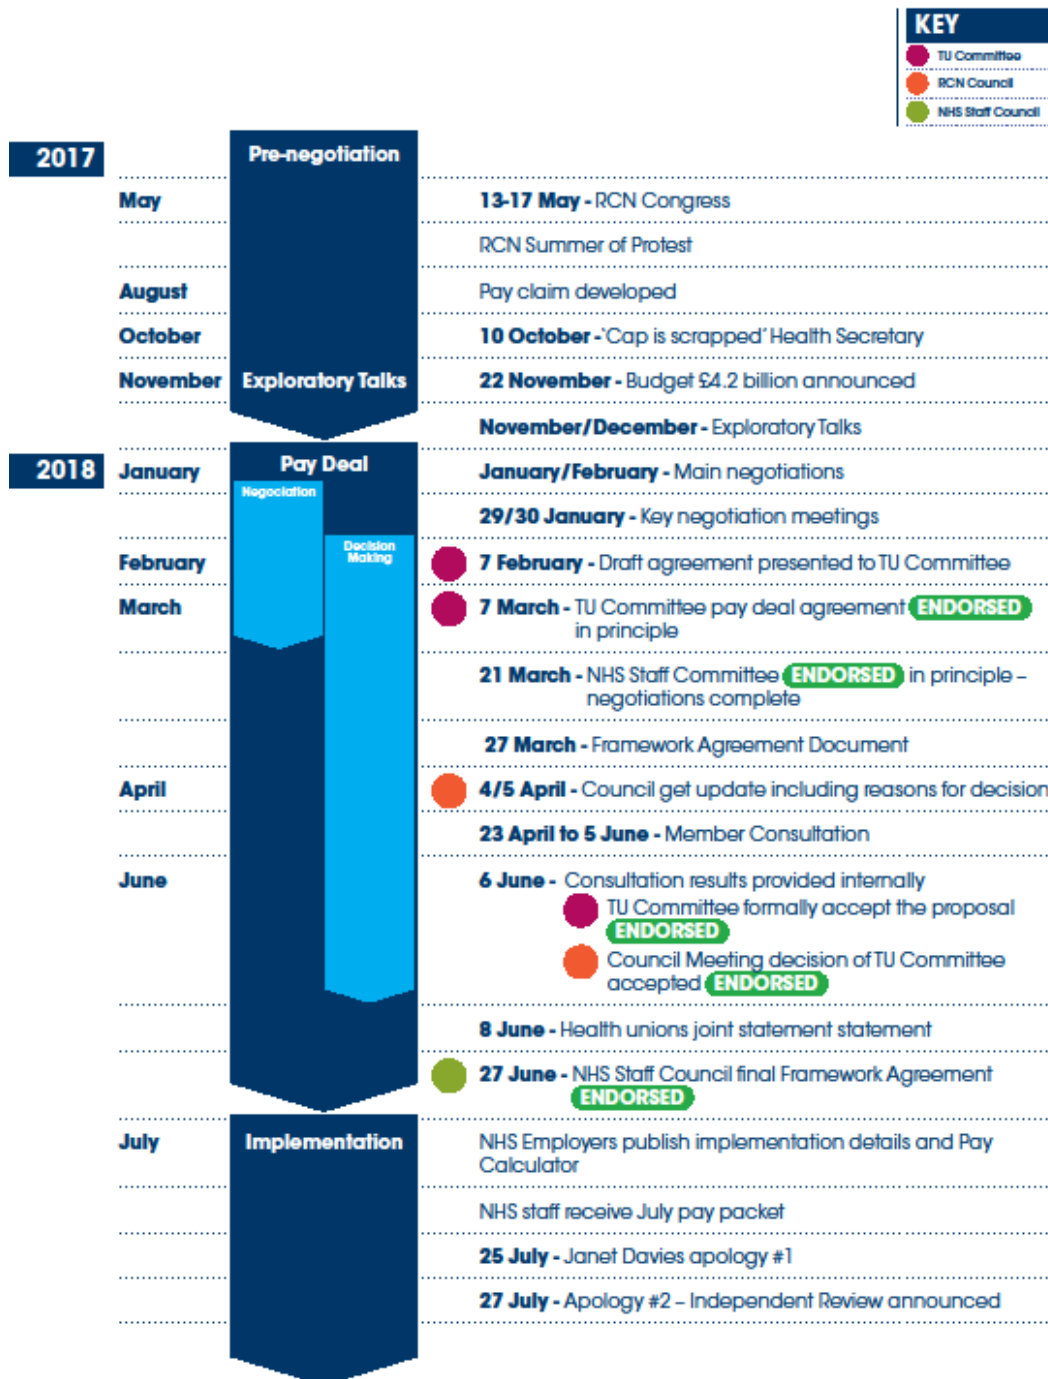 KEY
TU Committee
RCN Council
NHS Staff Council
2017
Pre-negotiation
May
13-17 May - RCN Congress
RCN Summer of Protest
August
Pay claim developed
October
10 October -'Cap is scrapped' Health Secretary
November
Exploratory Talks
22 November - Budget £4.2 billion announced
November/December - Exploratory Talks
2018
January
Pay Deal
January/February - Main negotiations
Negociation
29/30 January - Key negotiation meetings
Decision
Making
February
7 February - Draft agreement presented to TU Committee
March
7 March - TU Committee pay deal agreement ENDORSED
in principle
21 March - NHS Staff Committee ENDORSED in principle –
negotiations complete
27 March - Framework Agreement Document
April
4/5 April - Council get update including reasons for decision
23 April to 5 June - Member Consultation
June
6 June - Consultation results provided internally
TU Committee formally accept the proposal
ENDORSED
Council Meeting decision of TU Committee
accepted ENDORSED
8 June - Health unions joint statement statement
27 June - NHS Staff Council final Framework Agreement
ENDORSED
July
Implementation
NHS Employers publish implementation details and Pay
Calculator
NHS staff receive July pay packet
25 July - Janet Davies apology #1
27 July - Apology #2 – Independent Review announced